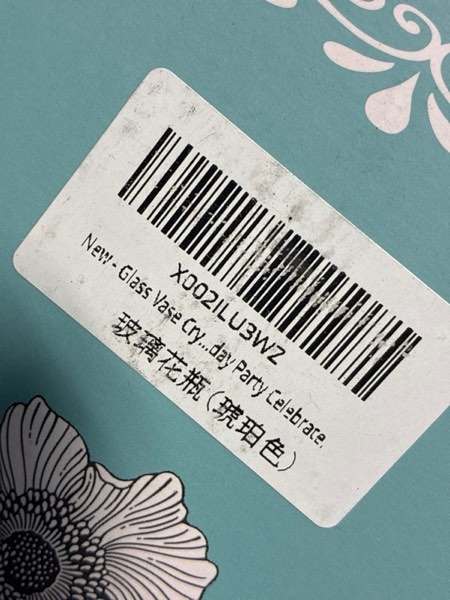 X002ILU3WZ
New - Glass Vase Cry...day Party Celebrate,
玻璃花瓶(琥珀色)